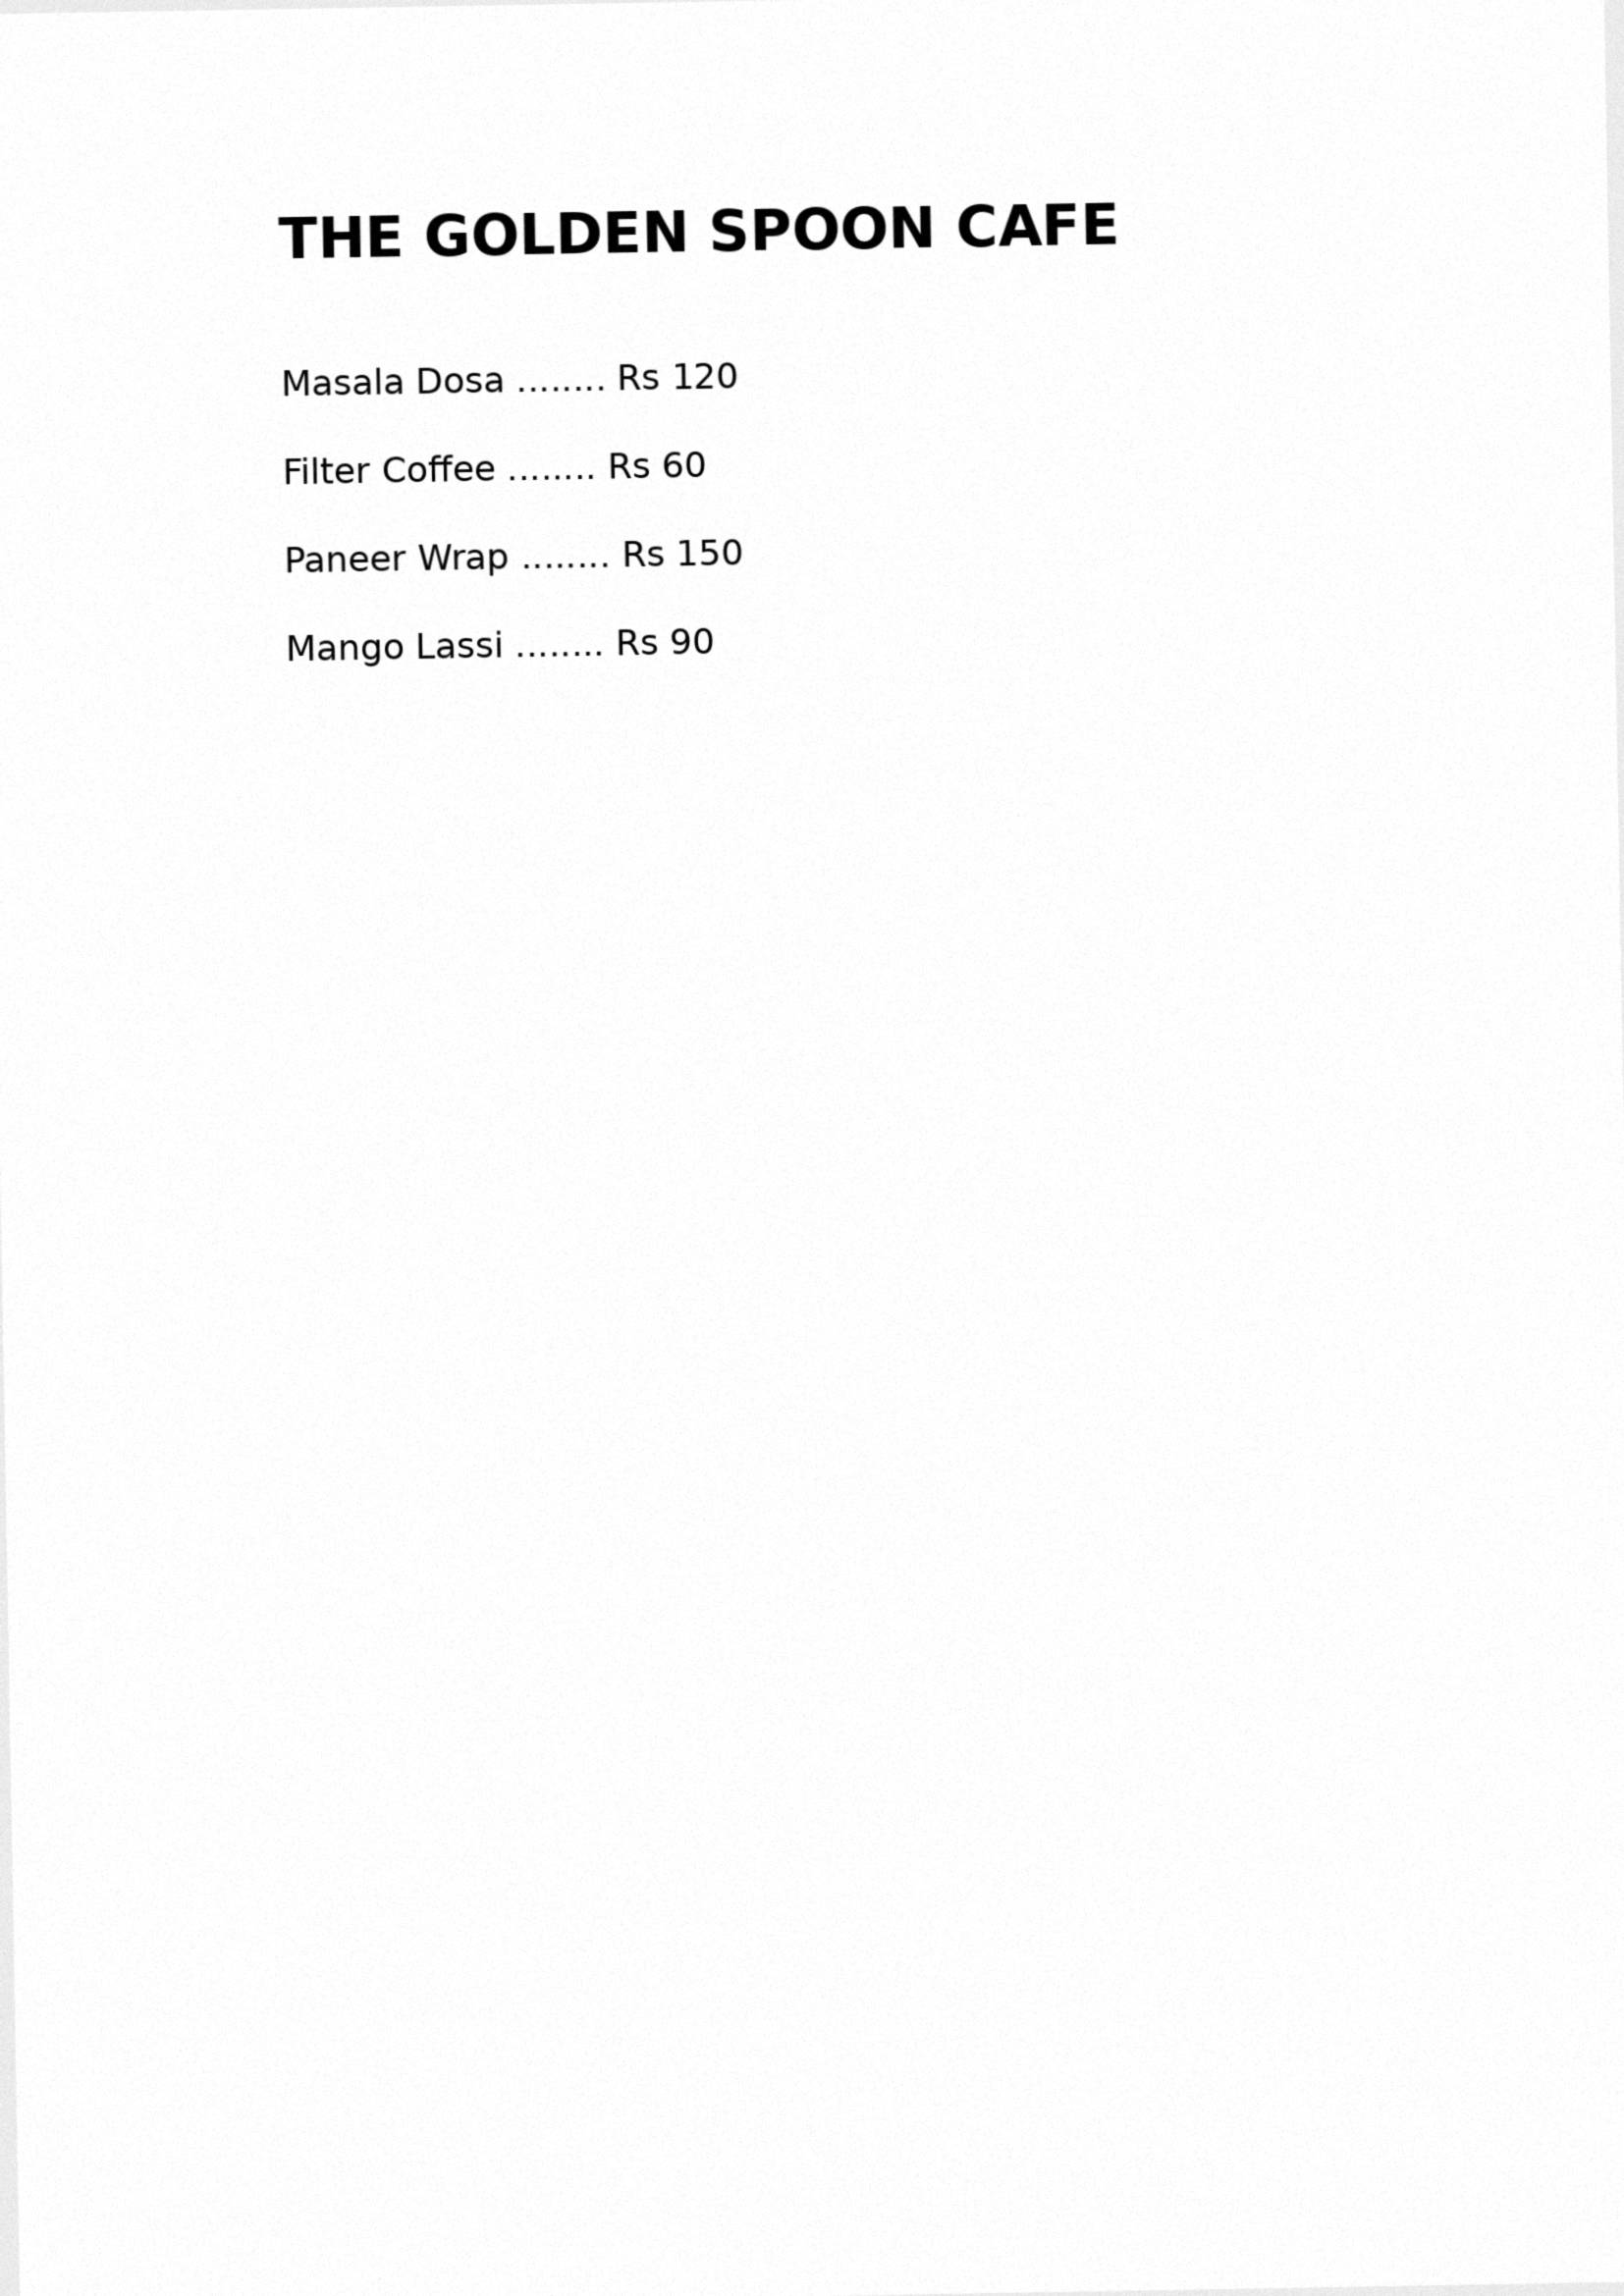 THE GOLDEN SPOON CAFE
Masala Dosa ........ Rs 120
Filter Coffee ........ Rs 60
Paneer Wrap ........ Rs 150
Mango Lassi ........ Rs 90